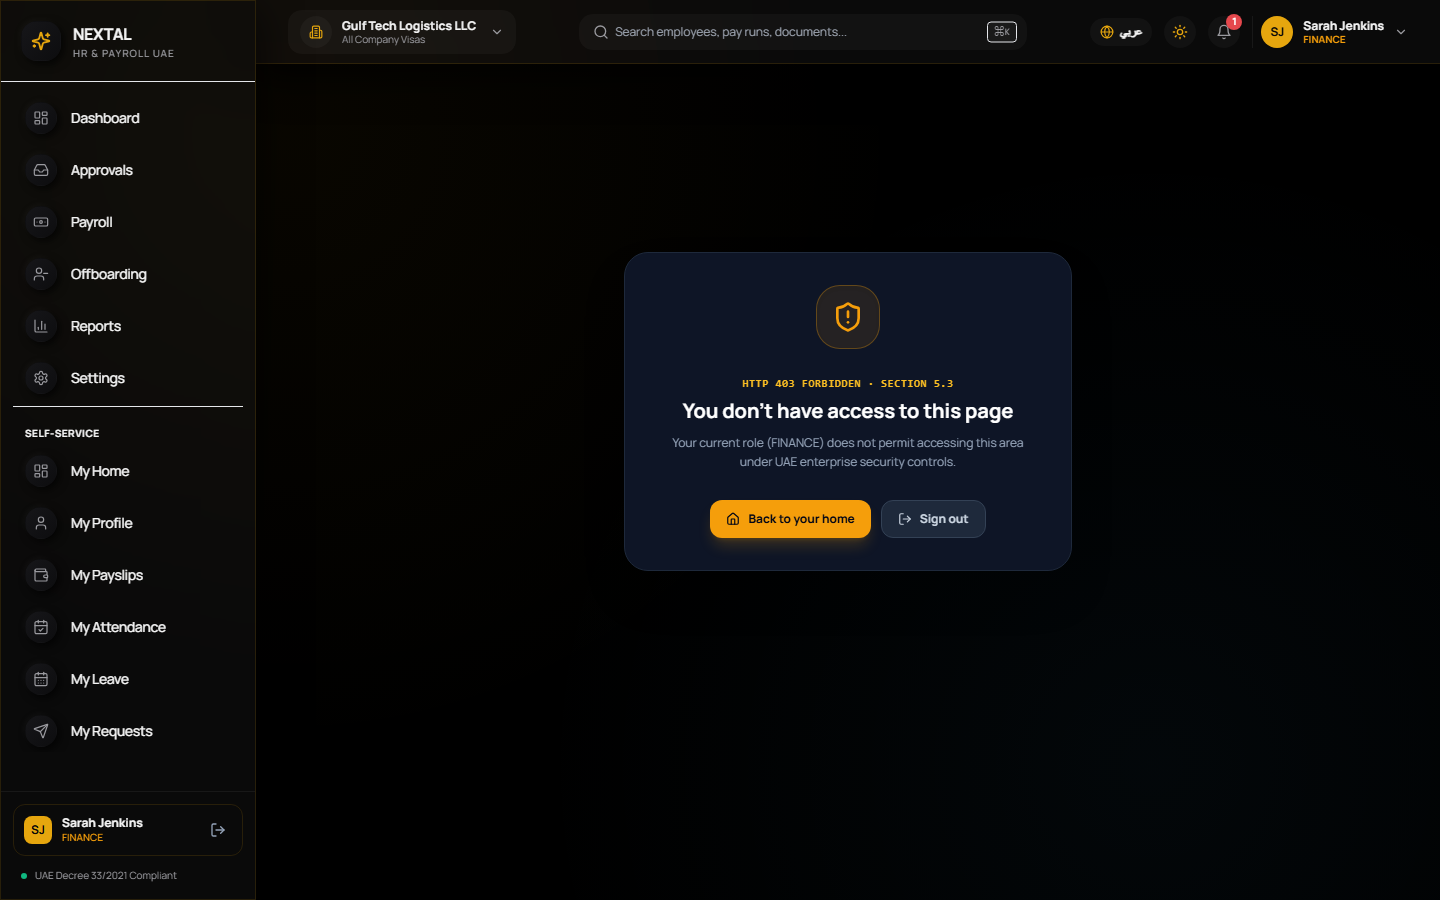 NEXTAL
HR & PAYROLL UAE
Dashboard
Approvals
Payroll
Offboarding
Reports
Settings
SELF-SERVICE
My Home
My Profile
My Payslips
My Attendance
My Leave
My Requests
SJ
Sarah Jenkins
FINANCE
UAE Decree 33/2021 Compliant
Gulf Tech Logistics LLC
All Company Visas
Search employees, pay runs, documents...
⌘K
عربي
1
SJ
Sarah Jenkins
FINANCE
HTTP 403 FORBIDDEN · SECTION 5.3
You don't have access to this page
Your current role (FINANCE) does not permit accessing this area
under UAE enterprise security controls.
Back to your home
Sign out